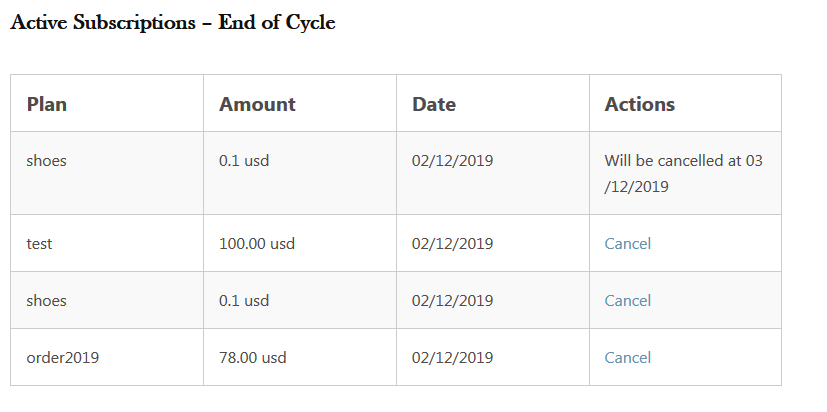 Active Subscriptions – End of Cycle
Plan Amount Date Actions
shoes 0.1 usd 02/12/2019 Will be cancelled at 03
/12/2019
test 100.00 usd 02/12/2019 Cancel
shoes 0.1 usd 02/12/2019 Cancel
order2019 78.00 usd 02/12/2019 Cancel